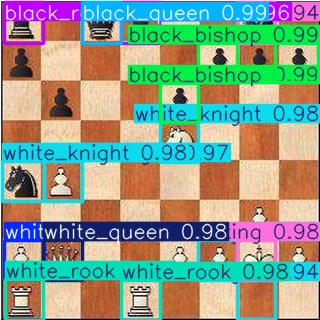 black_r black_queen 0.99 96 94
black_bishop 0.99
black_bishop 0.99
white_knight 0.98
white_knight 0.98) 97
whit white_queen 0.98 ing 0.98
white_rook white_rook 0.98 94